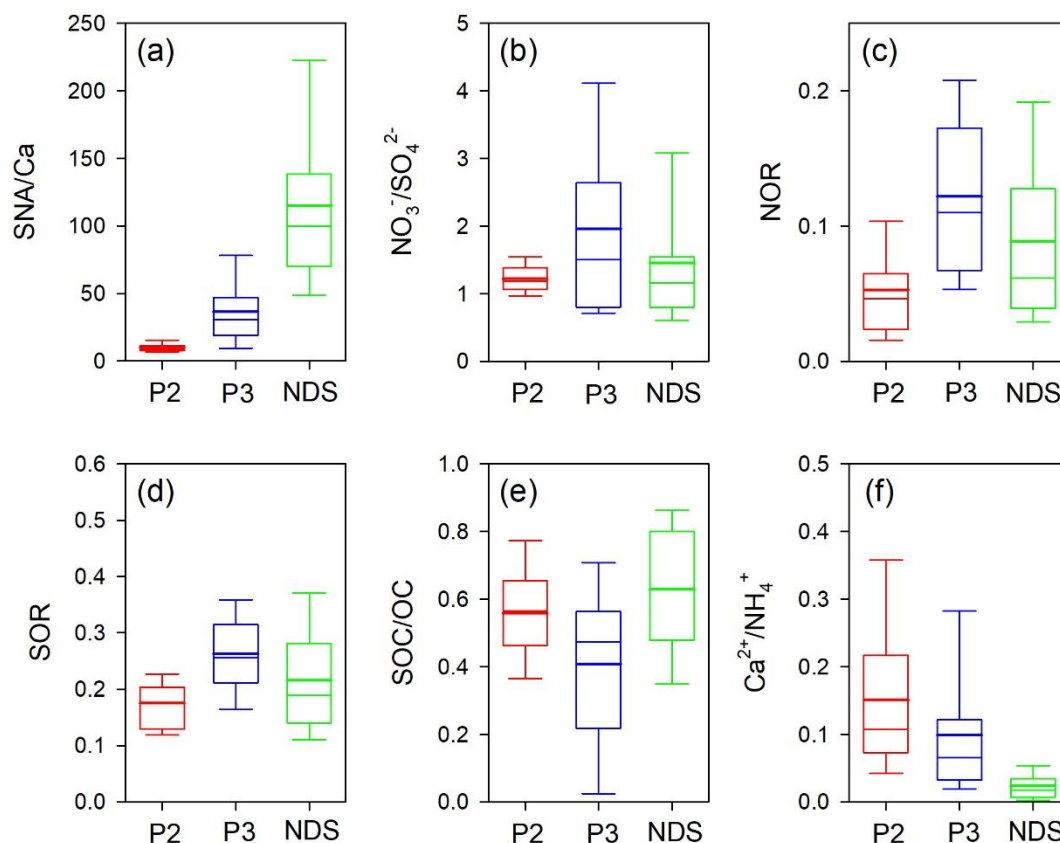 (a)
SNA/Ca
250
200
150
100
50
0
P2 P3 NDS
(b)
NO₃⁻/SO₄²⁻
5
4
3
2
1
0
P2 P3 NDS
(c)
NOR
0.2
0.1
0.0
P2 P3 NDS
(d)
SOR
0.6
0.5
0.4
0.3
0.2
0.1
0.0
P2 P3 NDS
(e)
SOC/OC
1.0
0.8
0.6
0.4
0.2
0.0
P2 P3 NDS
(f)
Ca²⁺/NH₄⁺
0.5
0.4
0.3
0.2
0.1
0.0
P2 P3 NDS